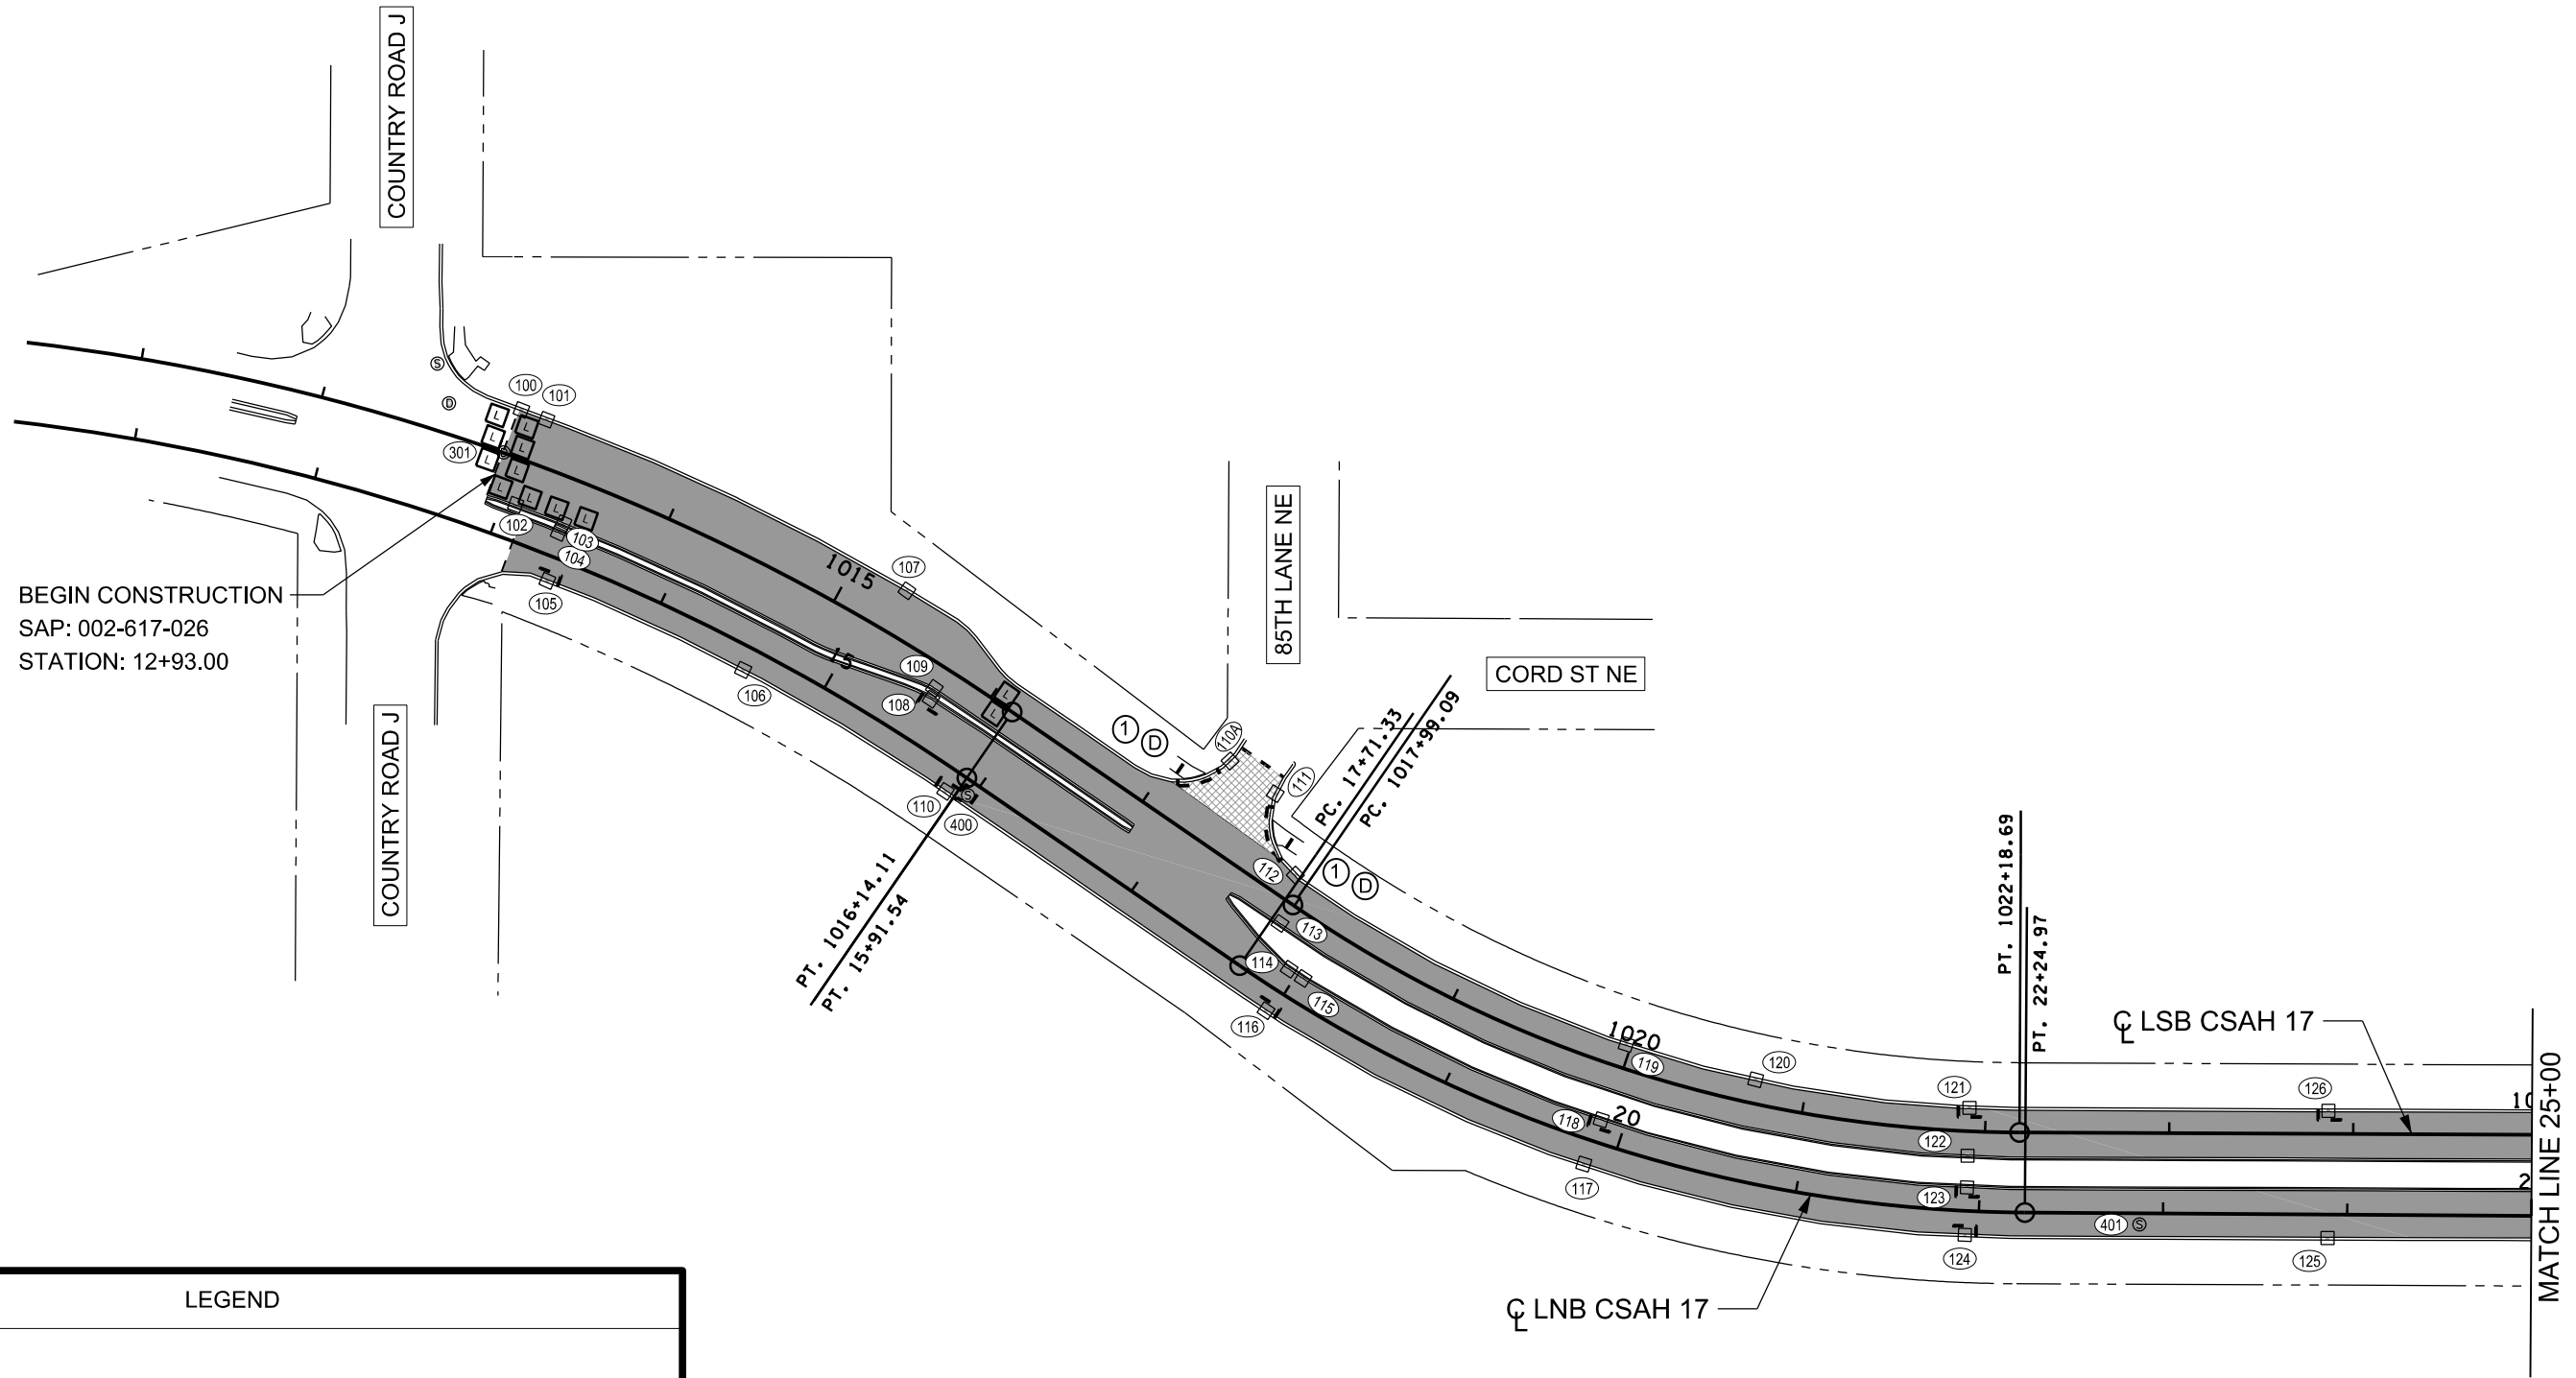 COUNTRY ROAD J
S
D
100
101
L
L
L
L
L
L
L
L
L
L
301
102
103
104
105
BEGIN CONSTRUCTION
SAP: 002-617-026
STATION: 12+93.00
COUNTRY ROAD J
106
1015
107
15
109
108
L
L
110
S
400
PT. 1016+14.11
PT. 15+91.54
85TH LANE NE
CORD ST NE
1
D
110A
111
PC. 17+71.33
PC. 1017+99.09
112
1
D
113
114
115
116
1020
119
120
118
20
117
121
122
123
124
PT. 1022+18.69
PT. 22+24.97
CL LSB CSAH 17
126
10
2
401
S
125
CL LNB CSAH 17
MATCH LINE 25+00
LEGEND